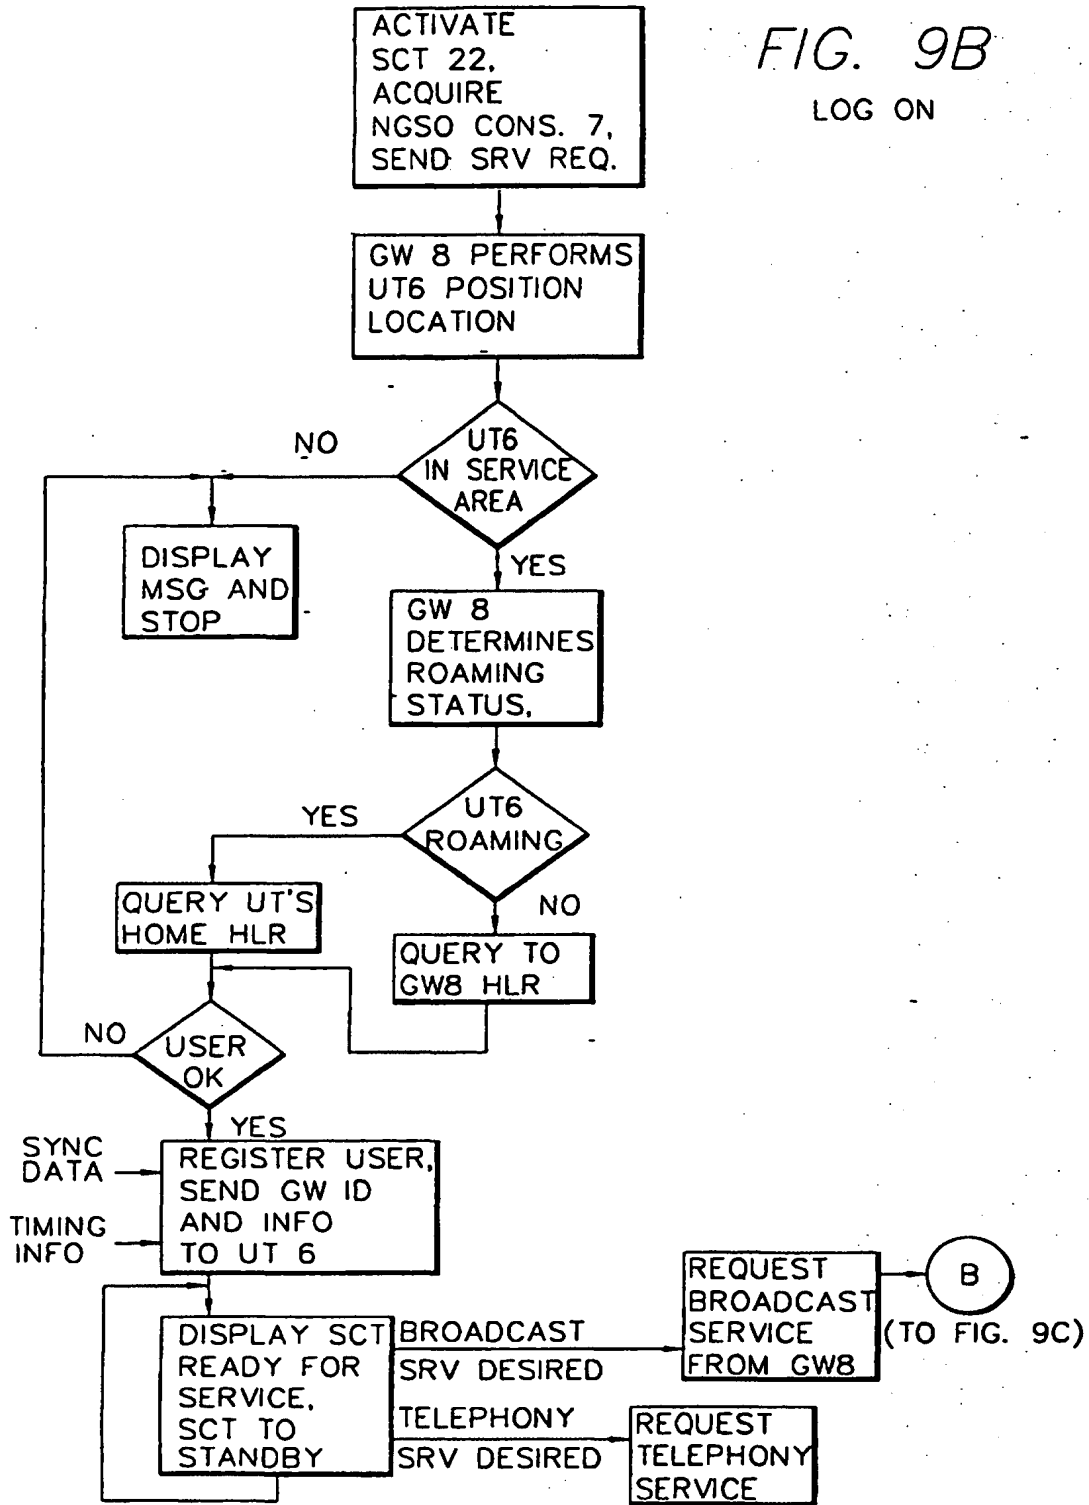 FIG. 9B
LOG ON
ACTIVATE
SCT 22,
ACQUIRE
NGSO CONS. 7,
SEND SRV REQ.
GW 8 PERFORMS
UT6 POSITION
LOCATION
UT6
IN SERVICE
AREA
NO
YES
DISPLAY
MSG AND
STOP
GW 8
DETERMINES
ROAMING
STATUS,
UT6
ROAMING
YES
NO
QUERY UT'S
HOME HLR
QUERY TO
GW8 HLR
USER
OK
NO
YES
SYNC
DATA
TIMING
INFO
REGISTER USER,
SEND GW ID
AND INFO
TO UT 6
DISPLAY SCT
READY FOR
SERVICE,
SCT TO
STANDBY
BROADCAST
SRV DESIRED
REQUEST
BROADCAST
SERVICE
FROM GW8
B
(TO FIG. 9C)
TELEPHONY
SRV DESIRED
REQUEST
TELEPHONY
SERVICE